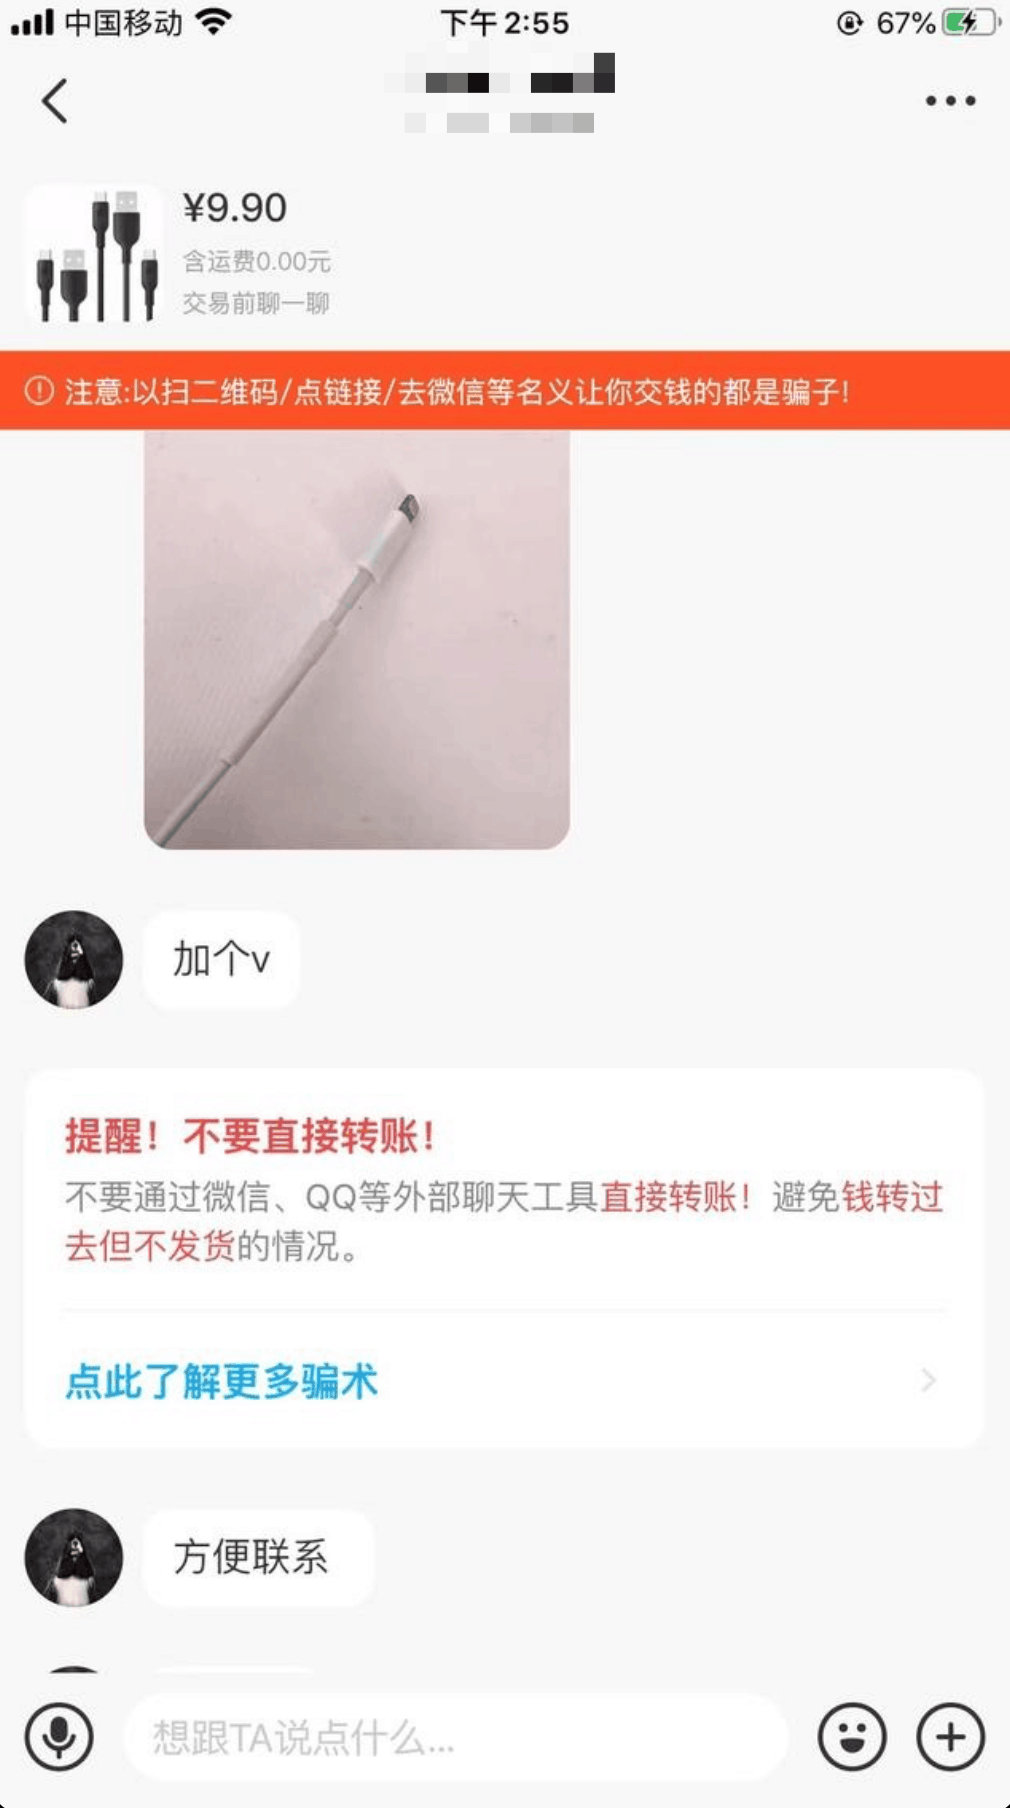 中国移动
下午 2:55
67%
¥9.90
含运费0.00元
交易前聊一聊
注意:以扫二维码/点链接/去微信等名义让你交钱的都是骗子!
加个v
提醒！不要直接转账！
不要通过微信、QQ等外部聊天工具直接转账！避免钱转过
去但不发货的情况。
点此了解更多骗术
方便联系
想跟TA说点什么...